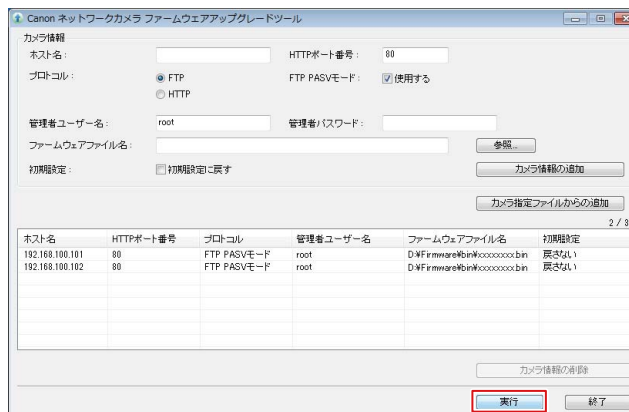 Canon ネットワークカメラ ファームウェアアップグレードツール
カメラ情報
ホスト名： HTTPポート番号： 80
プロトコル： FTP FTP PASVモード： 使用する
HTTP
管理者ユーザー名： root 管理者パスワード：
ファームウェアファイル名： 参照...
初期設定： 初期設定に戻す カメラ情報の追加
カメラ指定ファイルからの追加
2 / 3
ホスト名 HTTPポート番号 プロトコル 管理者ユーザー名 ファームウェアファイル名 初期設定
192.168.100.101 80 FTP PASVモード root D:¥Firmware¥bin¥xxxxxxxx.bin 戻さない
192.168.100.102 80 FTP PASVモード root D:¥Firmware¥bin¥xxxxxxxx.bin 戻さない
カメラ情報の削除
実行 終了